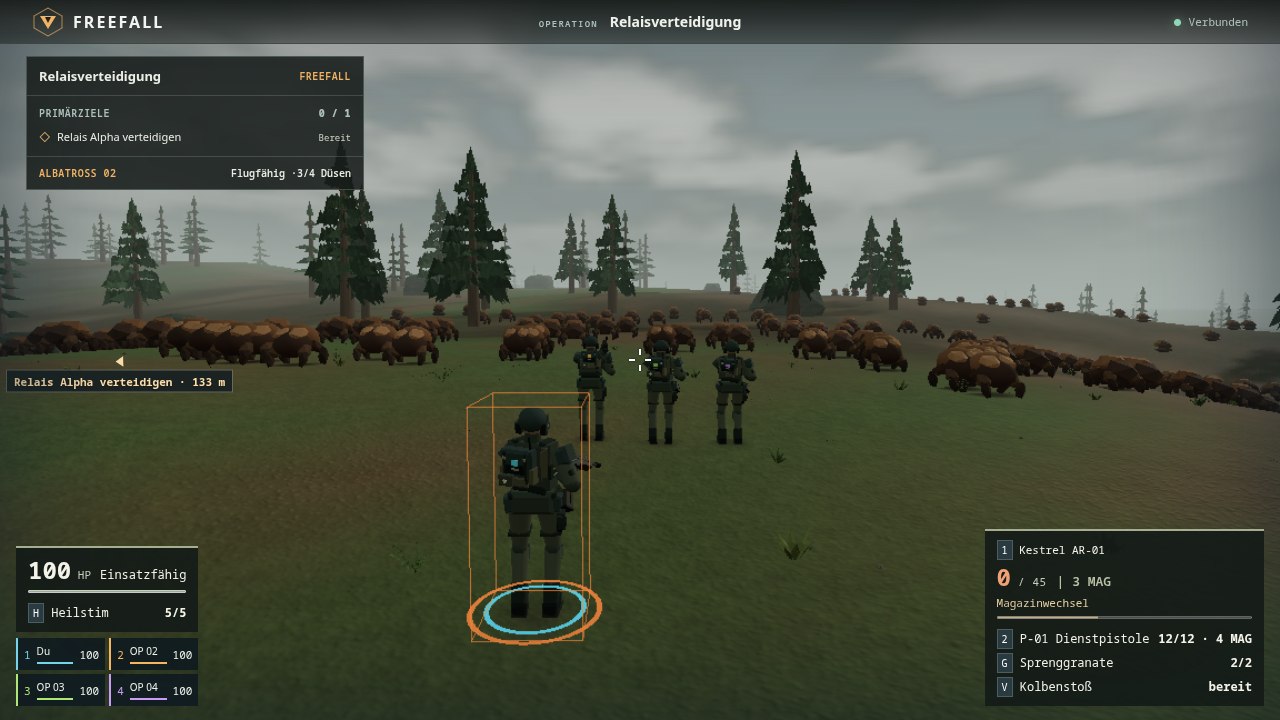 FREEFALL
OPERATION Relaisverteidigung
Verbunden
Relaisverteidigung FREEFALL
PRIMÄRZIELE 0 / 1
Relais Alpha verteidigen Bereit
ALBATROSS 02 Flugfähig ·3/4 Düsen
Relais Alpha verteidigen · 133 m
100 HP Einsatzfähig
H Heilstim 5/5
1 Du 100
2 OP 02 100
3 OP 03 100
4 OP 04 100
1 Kestrel AR-01
0 / 45 | 3 MAG
Magazinwechsel
2 P-01 Dienstpistole 12/12 · 4 MAG
G Sprenggranate 2/2
V Kolbenstoß bereit